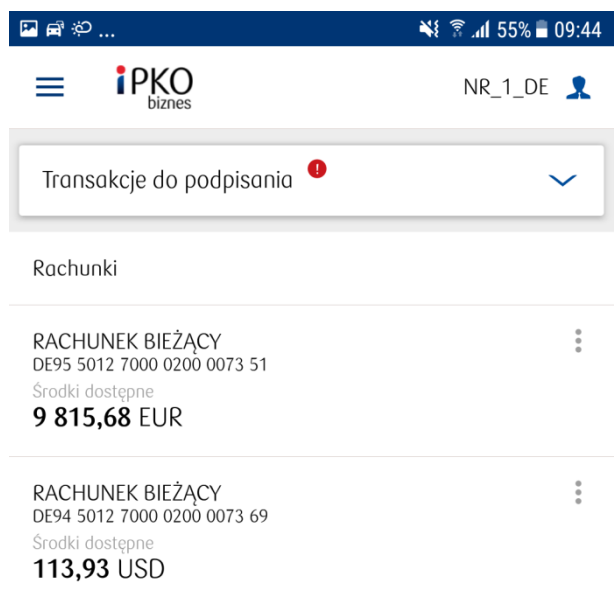 ... 55% 09:44
iPKO NR_1_DE
biznes
Transakcje do podpisania !
Rachunki
RACHUNEK BIEŻĄCY
DE95 5012 7000 0200 0073 51
Środki dostępne
9 815,68 EUR
RACHUNEK BIEŻĄCY
DE94 5012 7000 0200 0073 69
Środki dostępne
113,93 USD